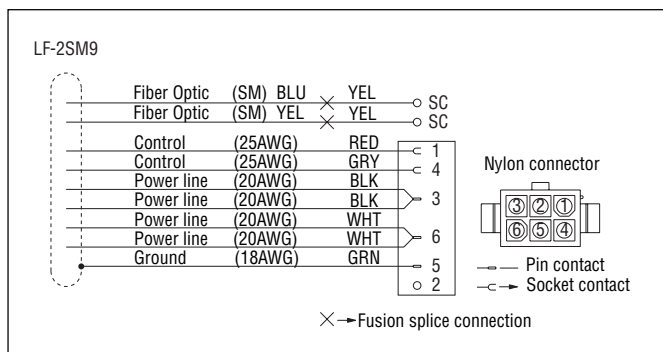 LF-2SM9
Fiber Optic (SM) BLU YEL SC
Fiber Optic (SM) YEL YEL SC
Control (25AWG) RED 1
Control (25AWG) GRY 4
Power line (20AWG) BLK
Power line (20AWG) BLK
3
Power line (20AWG) WHT
Power line (20AWG) WHT
6
Ground (18AWG) GRN 5
2
Nylon connector
3 2 1
6 5 4
Pin contact
Socket contact
Fusion splice connection